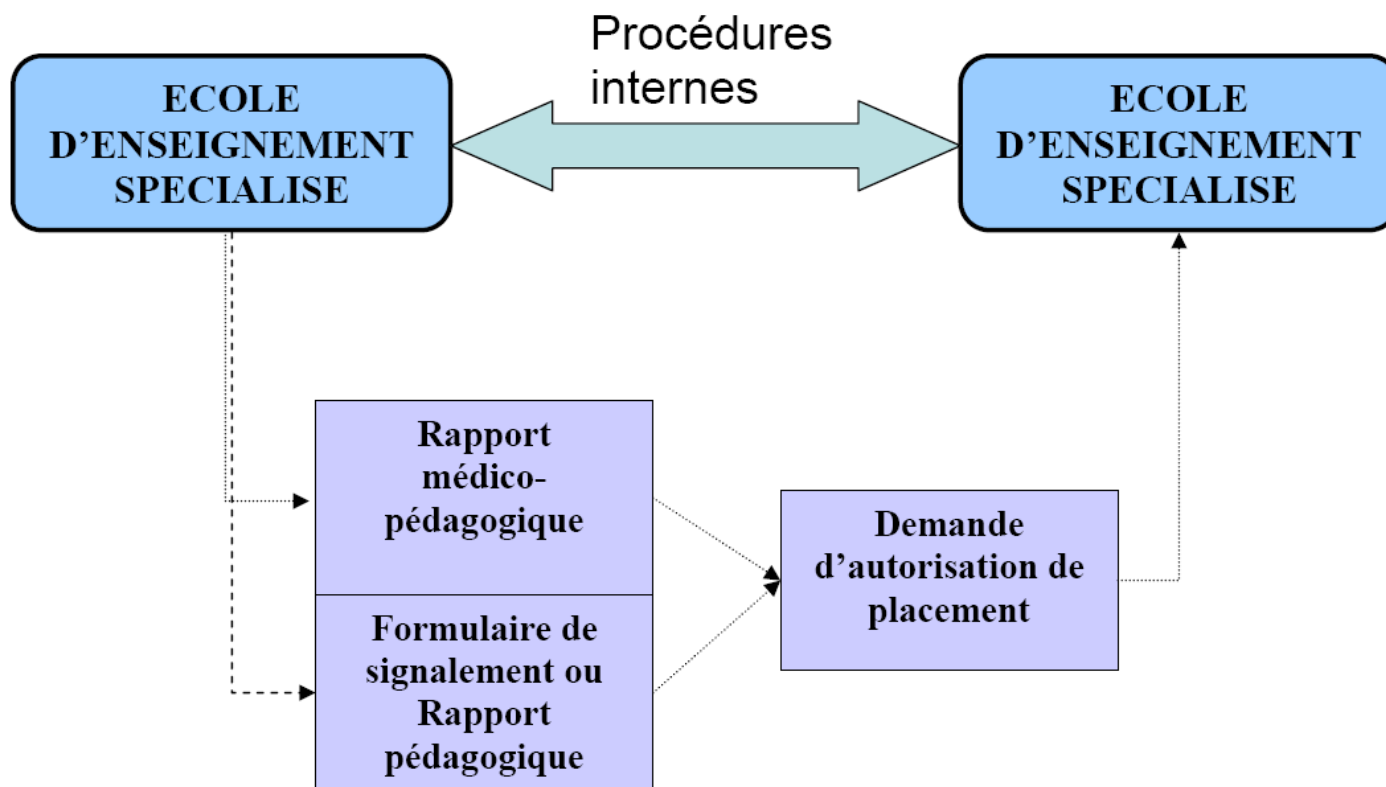 Procédures
internes
ECOLE
D'ENSEIGNEMENT
SPECIALISE
ECOLE
D'ENSEIGNEMENT
SPECIALISE
Rapport
médico-
pédagogique
Formulaire de
signalement ou
Rapport
pédagogique
Demande
d'autorisation de
placement